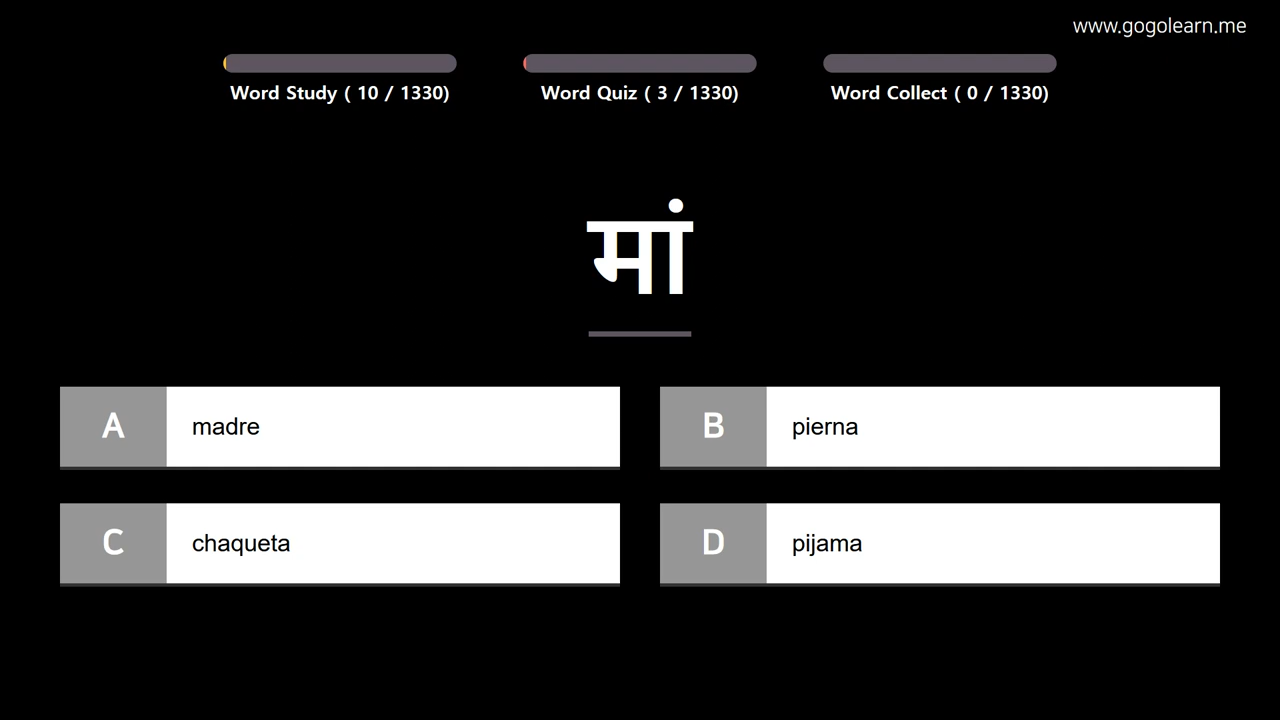 www.gogolearn.me
Word Study ( 10 / 1330)
Word Quiz ( 3 / 1330)
Word Collect ( 0 / 1330)
मां
A madre
B pierna
C chaqueta
D pijama